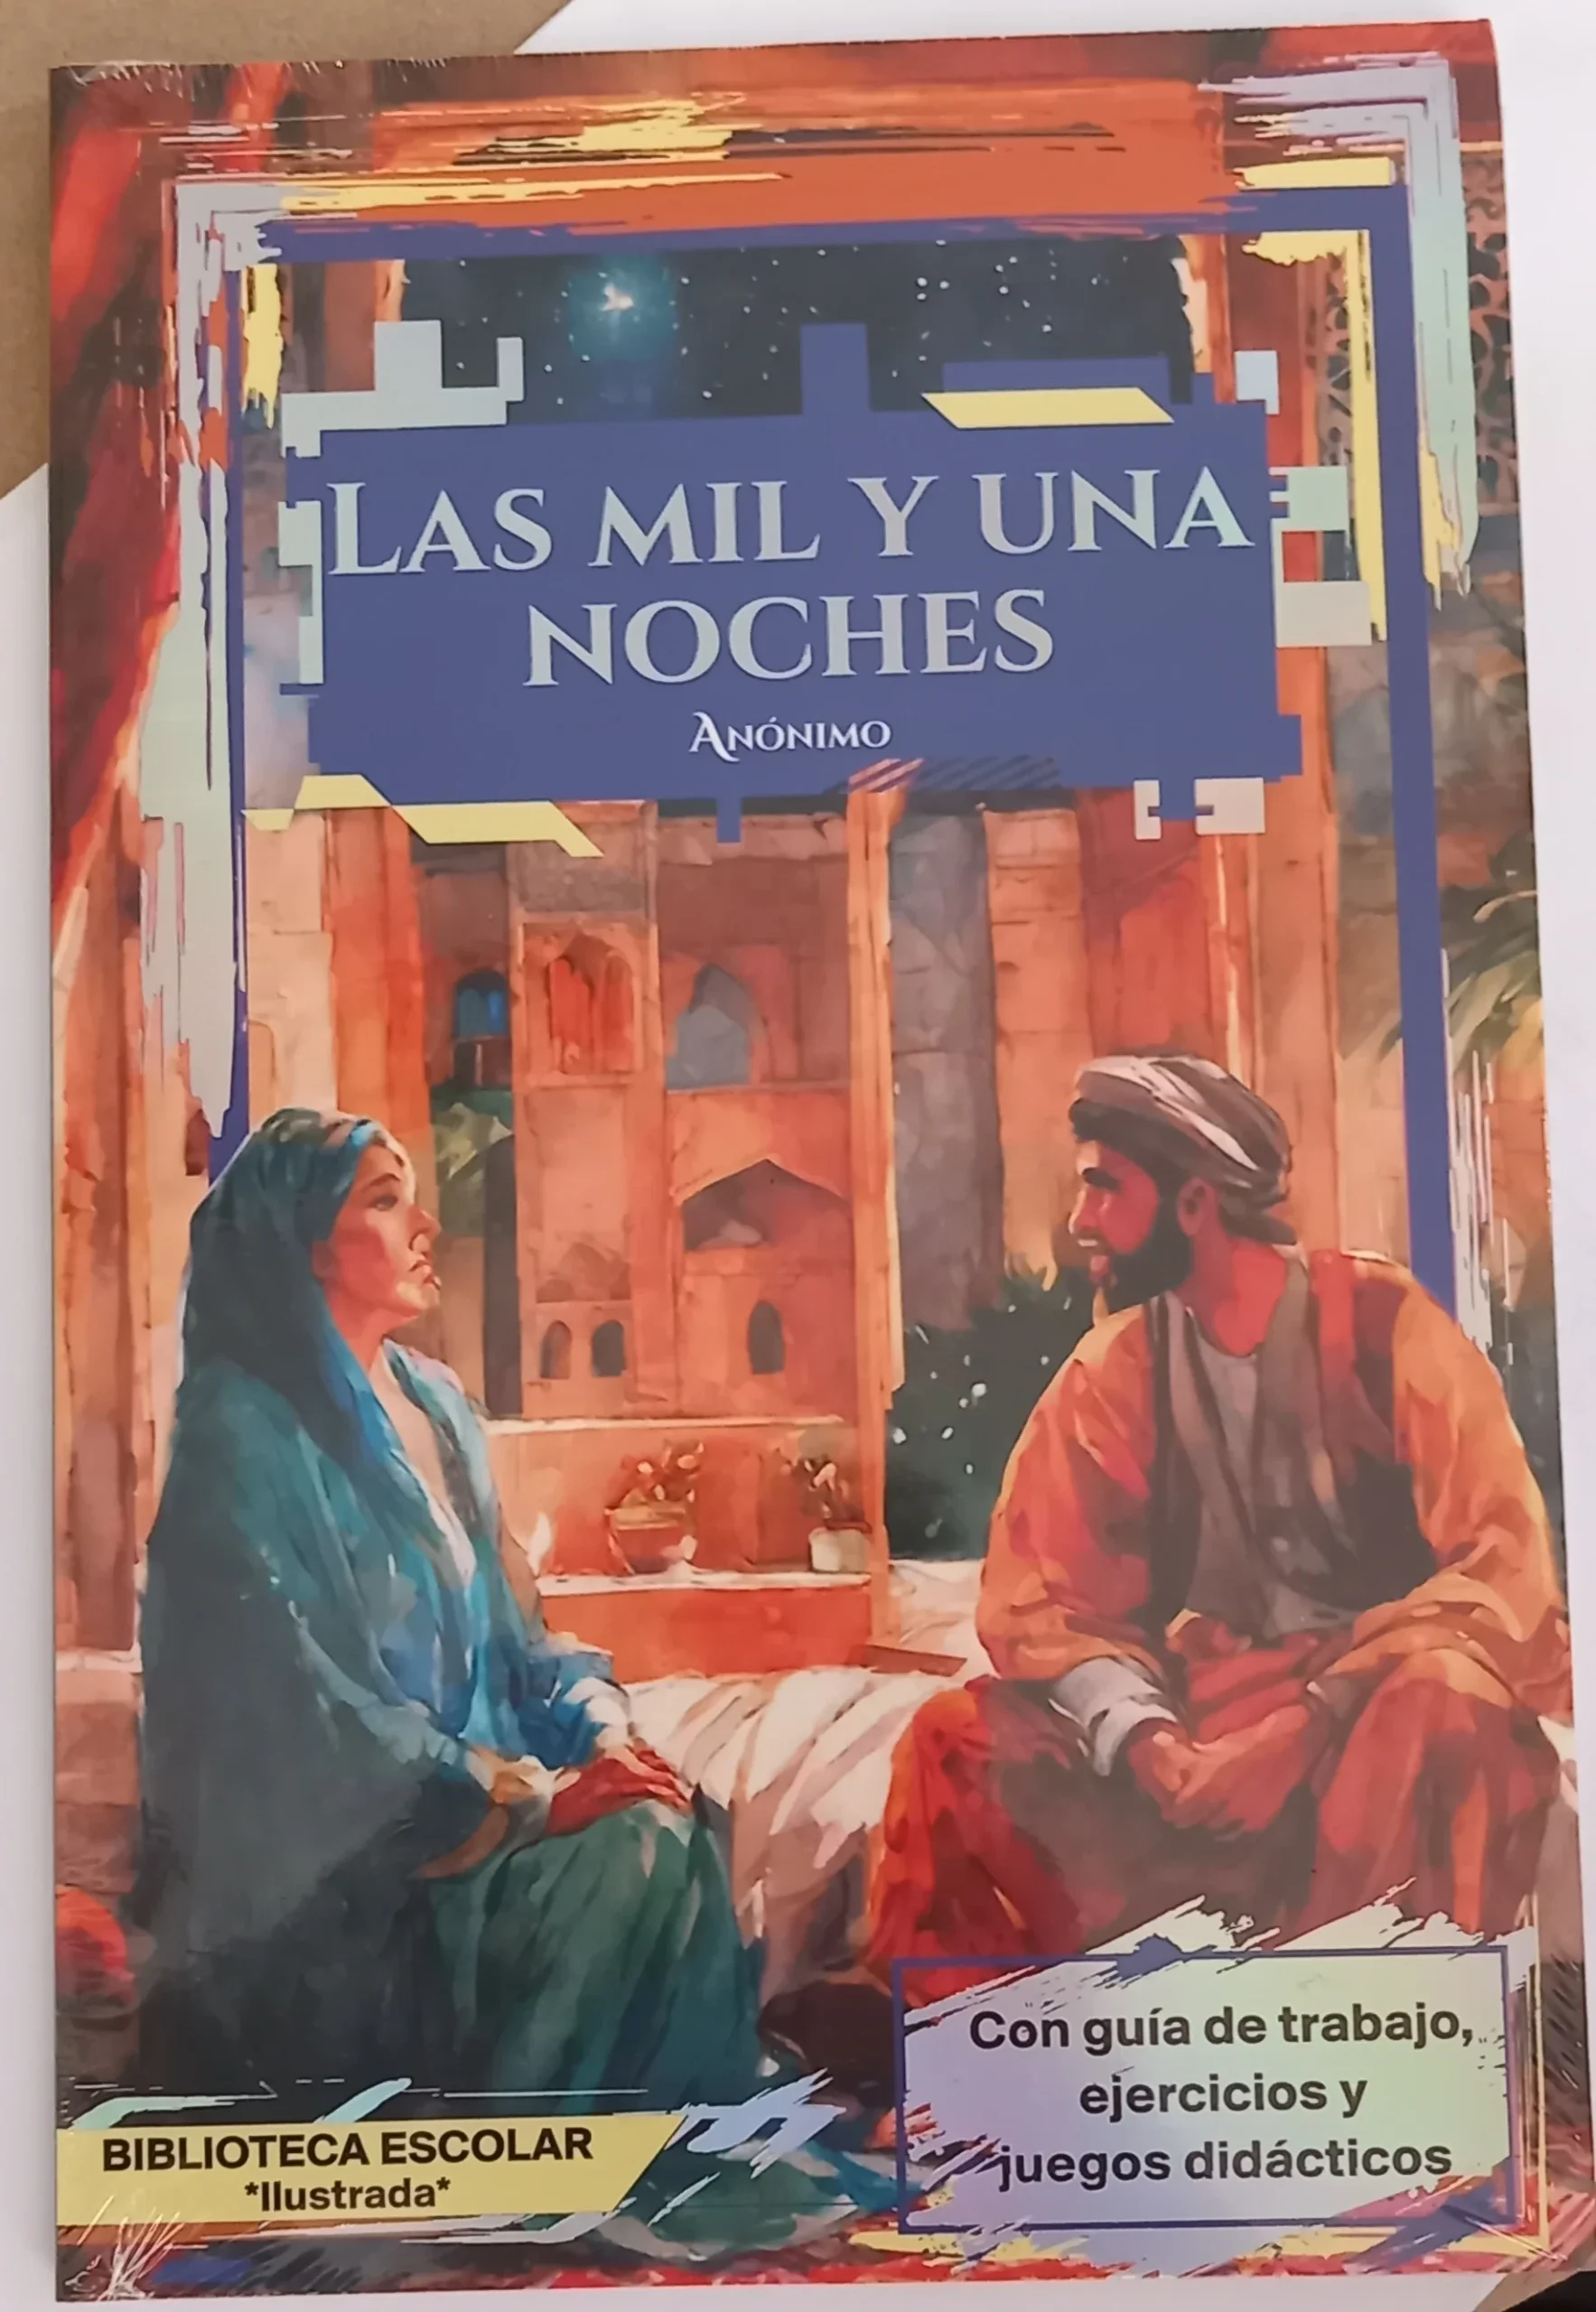 LAS MIL Y UNA
NOCHES
ANÓNIMO
Con guía de trabajo,
ejercicios y
juegos didácticos
BIBLIOTECA ESCOLAR
*Ilustrada*